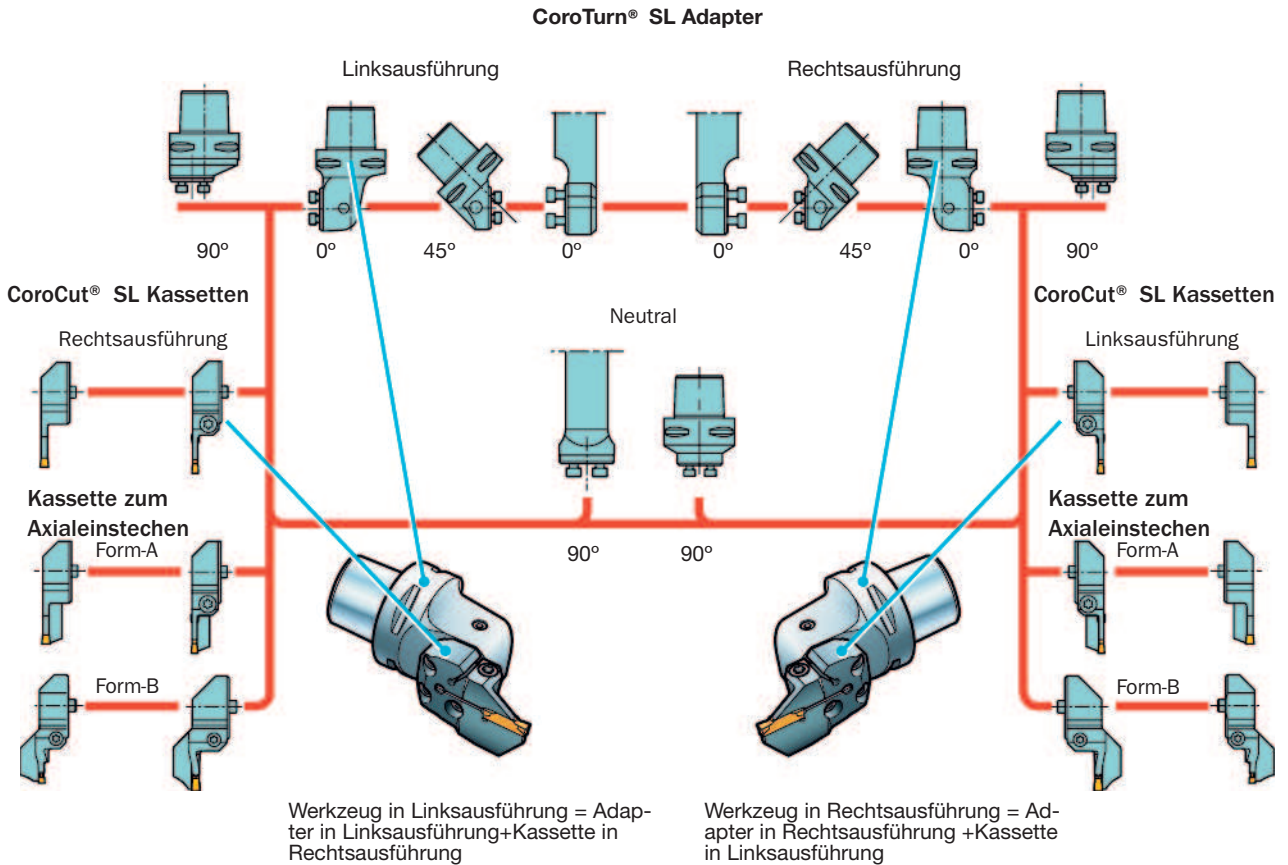 CoroTurn® SL Adapter
Linksausführung
Rechtsausführung
90º
0º
45º
0º
0º
45º
0º
90º
CoroCut® SL Kassetten
Rechtsausführung
Neutral
CoroCut® SL Kassetten
Linksausführung
Kassette zum
Axialeinstechen
Form-A
Form-B
90º
90º
Kassette zum
Axialeinstechen
Form-A
Form-B
Werkzeug in Linksausführung = Adap-
ter in Linksausführung+Kassette in
Rechtsausführung
Werkzeug in Rechtsausführung = Ad-
apter in Rechtsausführung +Kassette
in Linksausführung